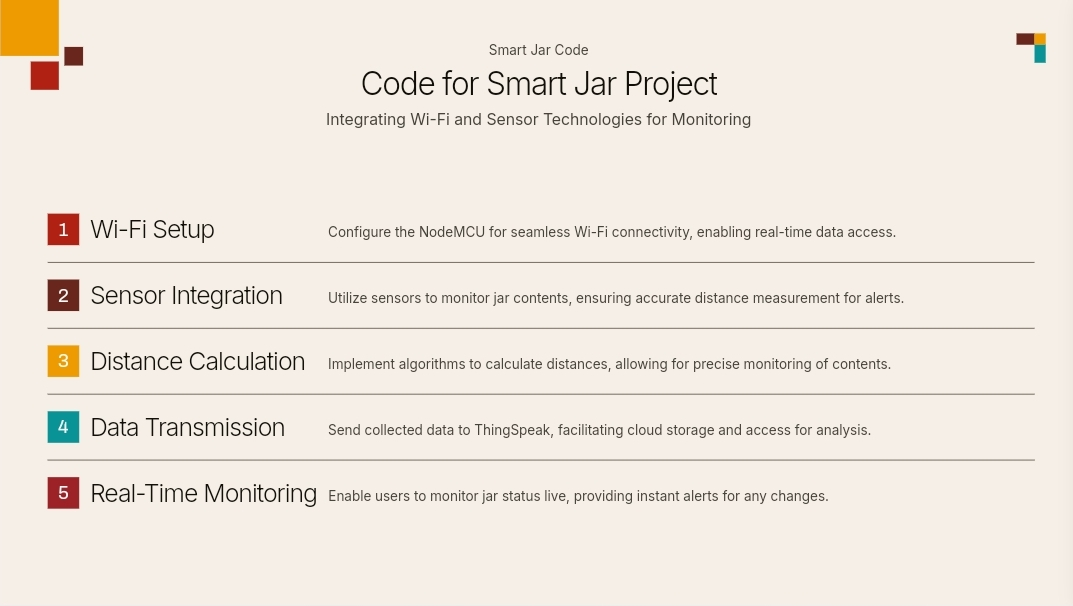 Smart Jar Code
Code for Smart Jar Project
Integrating Wi-Fi and Sensor Technologies for Monitoring
1 Wi-Fi Setup Configure the NodeMCU for seamless Wi-Fi connectivity, enabling real-time data access.
2 Sensor Integration Utilize sensors to monitor jar contents, ensuring accurate distance measurement for alerts.
3 Distance Calculation Implement algorithms to calculate distances, allowing for precise monitoring of contents.
4 Data Transmission Send collected data to ThingSpeak, facilitating cloud storage and access for analysis.
5 Real-Time Monitoring Enable users to monitor jar status live, providing instant alerts for any changes.